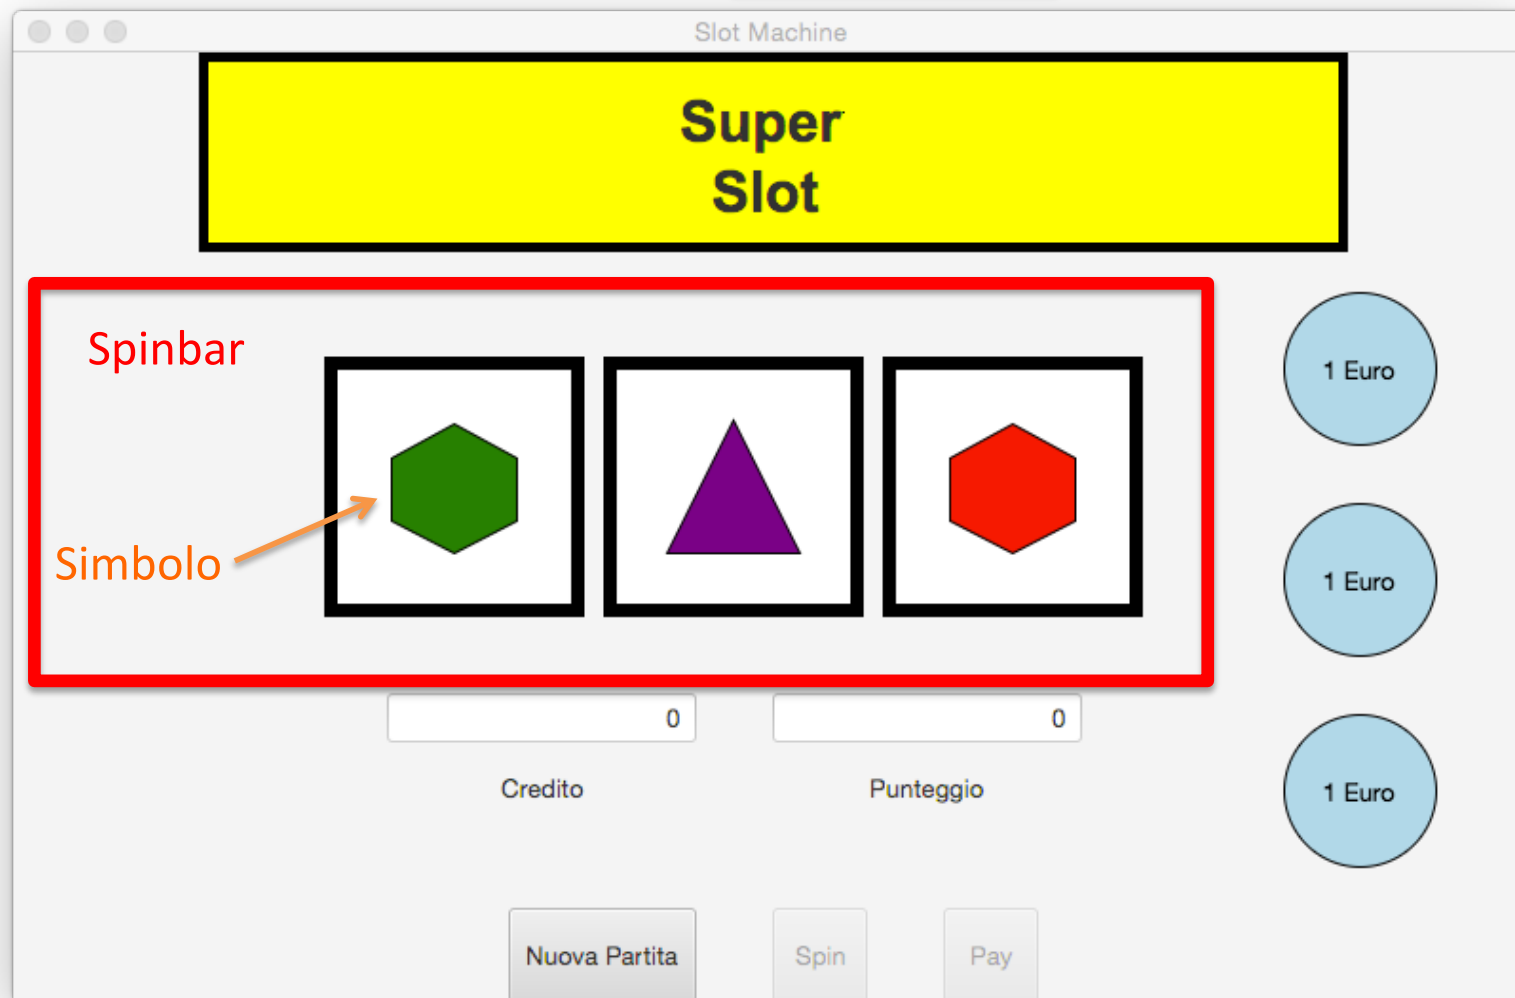 Slot Machine
Super
Slot
Spinbar
Simbolo
1 Euro
1 Euro
1 Euro
0
0
Credito
Punteggio
Nuova Partita
Spin
Pay